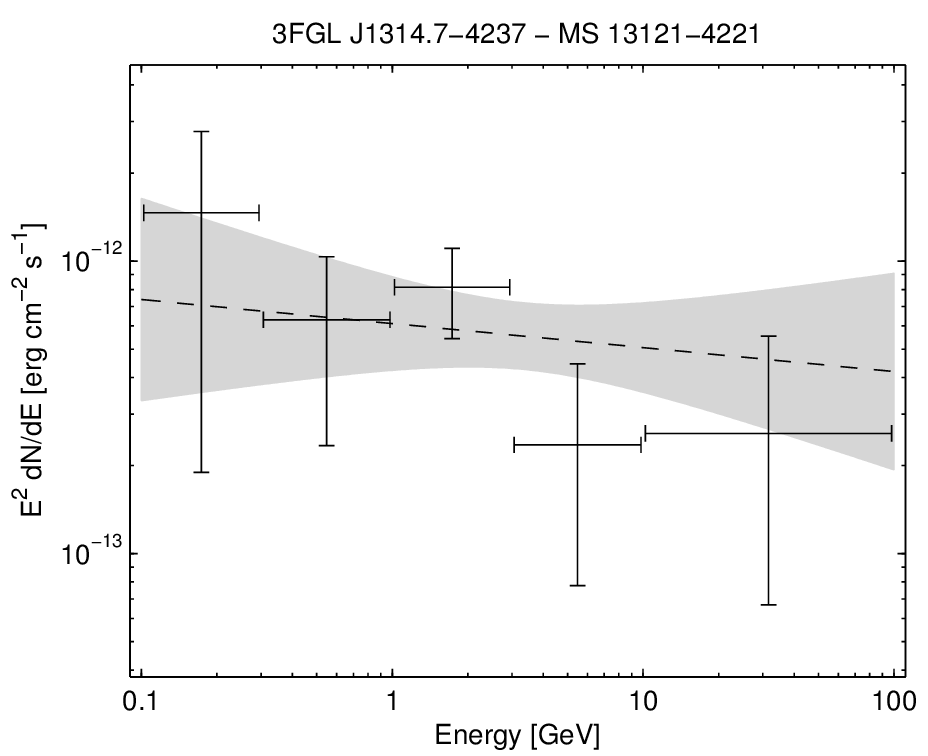 3FGL J1314.7−4237 − MS 13121−4221
E² dN/dE [erg cm⁻² s⁻¹]
10⁻¹²
10⁻¹³
0.1 1 10 100
Energy [GeV]